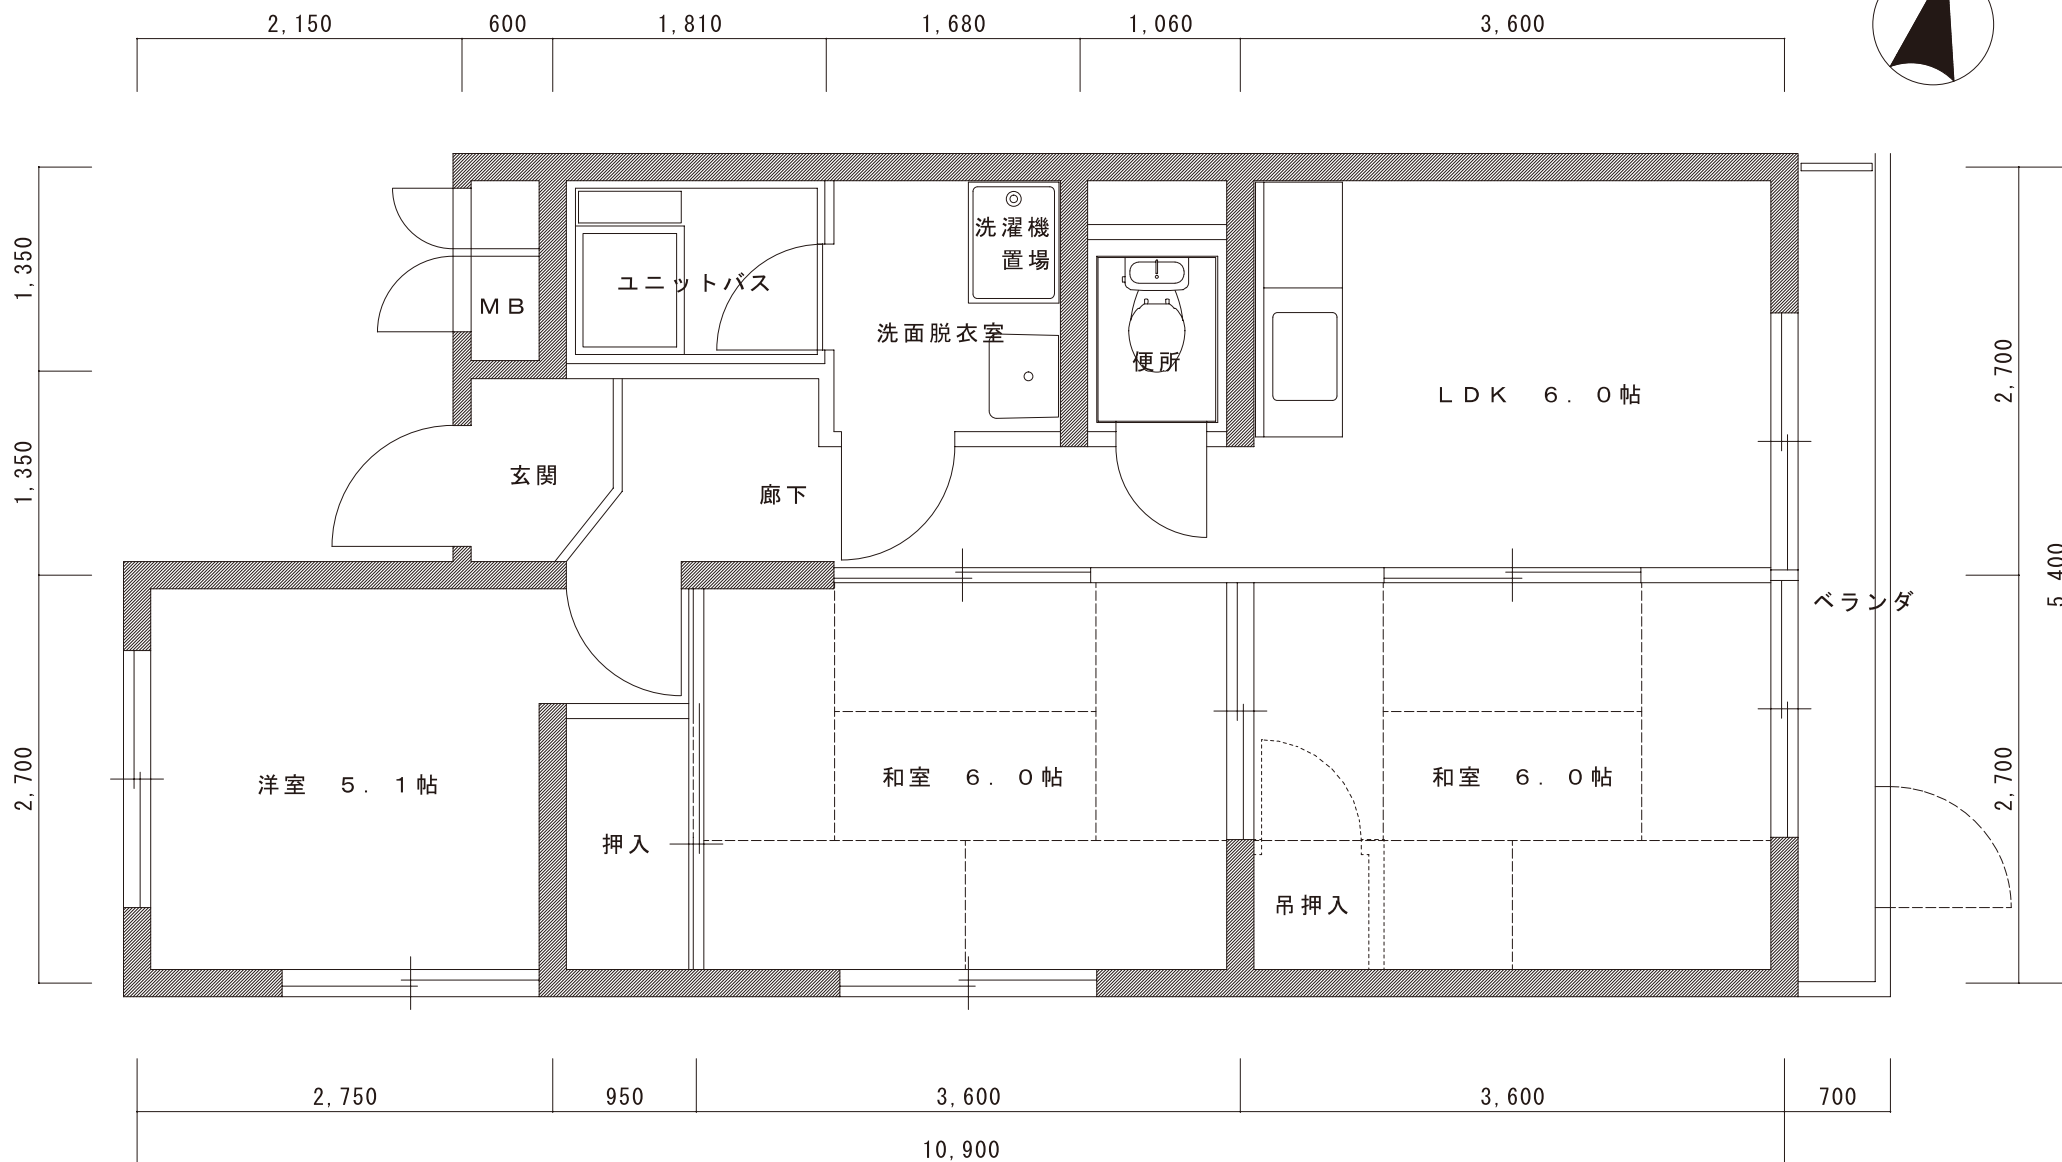 2,150
600
1,810
1,680
1,060
3,600
1,350
1,350
2,700
2,700
2,700
5,400
洗濯機
置場
ユニットバス
ＭＢ
洗面脱衣室
便所
ＬＤＫ　６．０帖
玄関
廊下
ベランダ
洋室　５．１帖
押入
和室　６．０帖
和室　６．０帖
吊押入
2,750
950
3,600
3,600
700
10,900